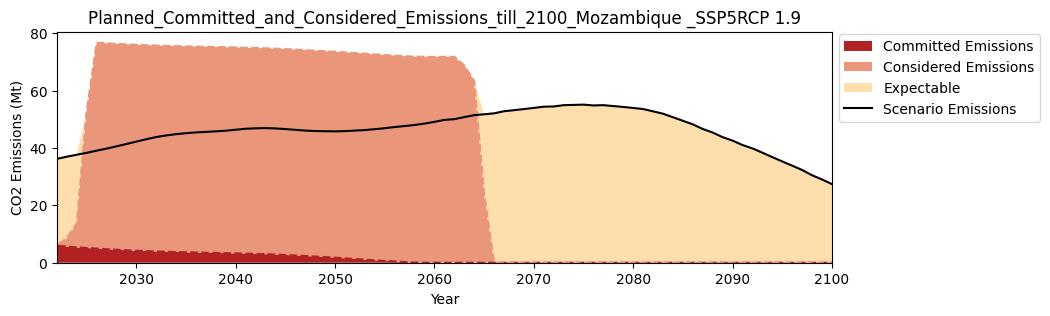 Planned_Committed_and_Considered_Emissions_till_2100_Mozambique _SSP5RCP 1.9
80
60
40
20
0
CO2 Emissions (Mt)
2030
2040
2050
2060
2070
2080
2090
2100
Year
Committed Emissions
Considered Emissions
Expectable
Scenario Emissions